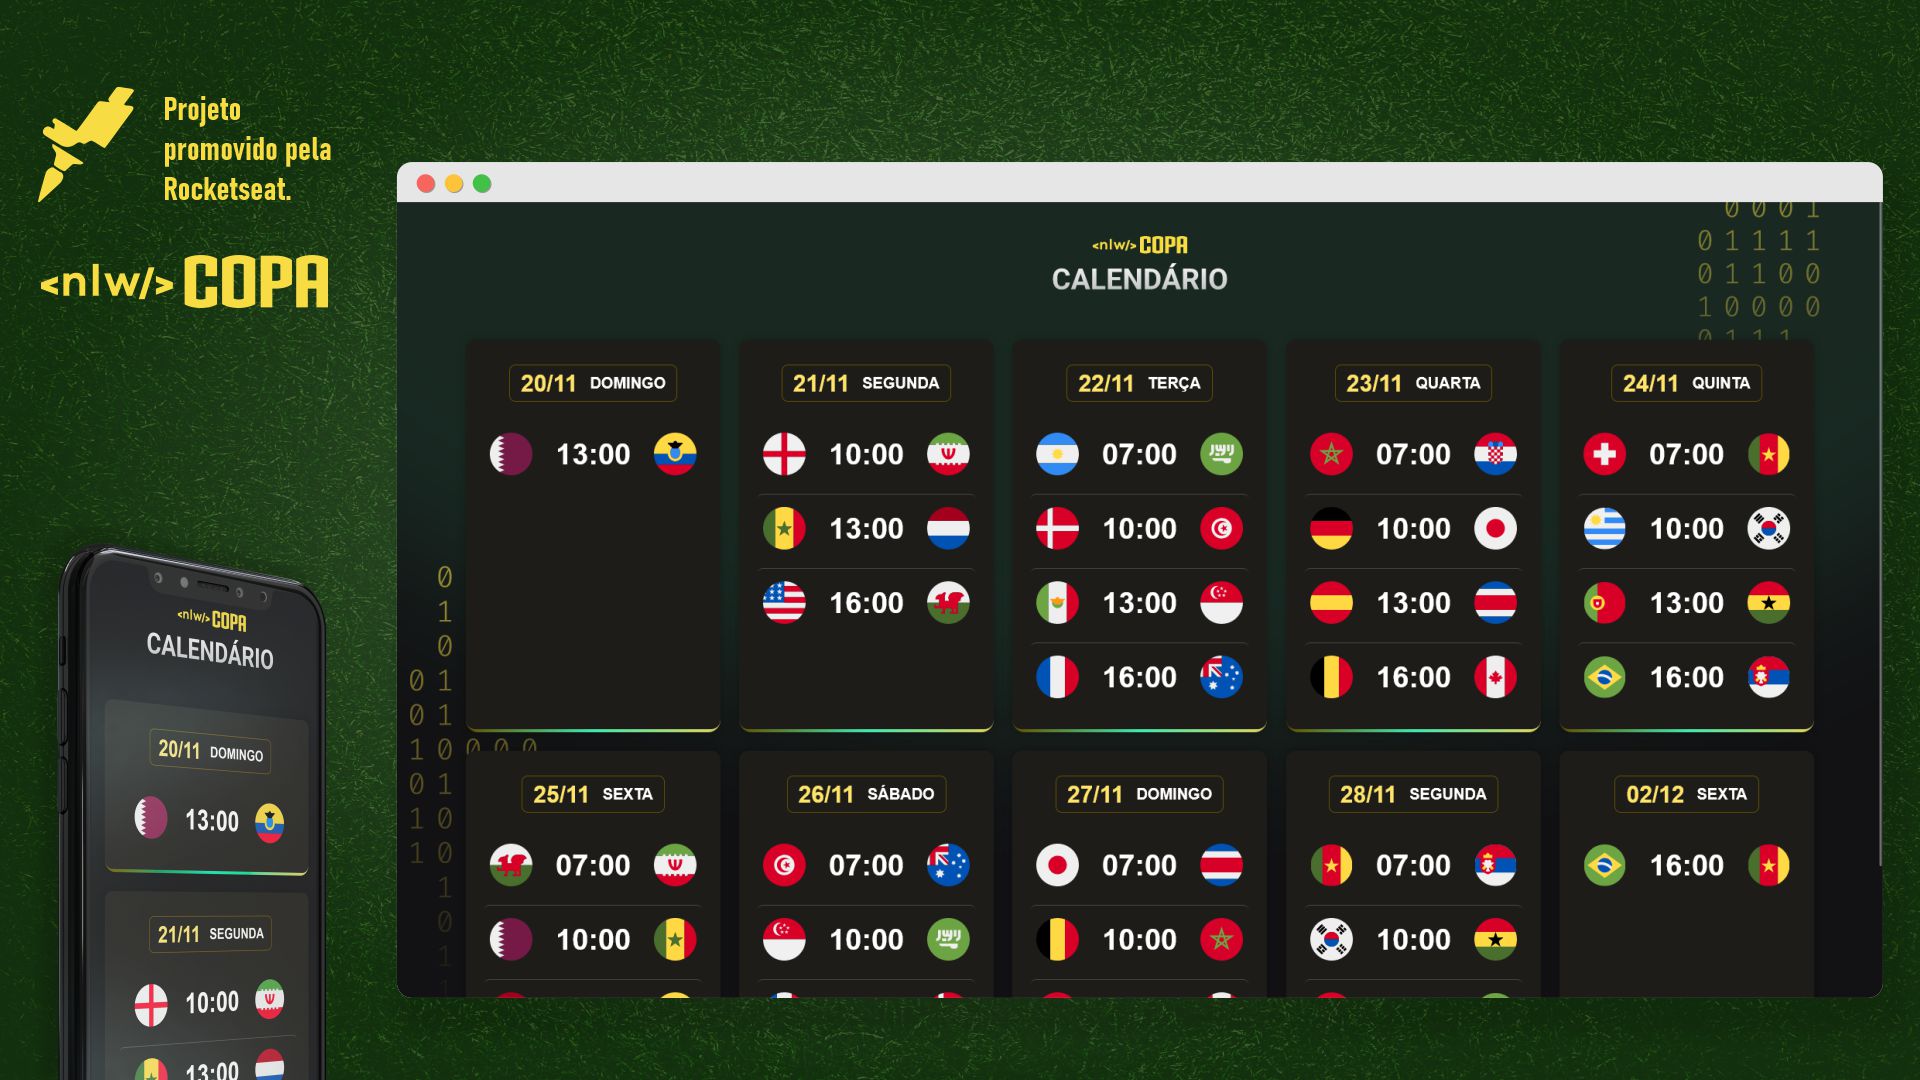 Projeto
promovido pela
Rocketseat.
<nlw/> COPA
<nlw/> COPA
CALENDÁRIO
0 0 0 1
0 1 1 1 1
0 1 1 0 0
1 0 0 0 0
0 1 1 1
20/11 DOMINGO
13:00
21/11 SEGUNDA
10:00
13:00
16:00
22/11 TERÇA
07:00
10:00
13:00
16:00
23/11 QUARTA
07:00
10:00
13:00
16:00
24/11 QUINTA
07:00
10:00
13:00
16:00
0
1
0
0 1
0 1
1 0 0 0 0
0 1
1 0
1 0
1
0
1
25/11 SEXTA
07:00
10:00
26/11 SÁBADO
07:00
10:00
27/11 DOMINGO
07:00
10:00
28/11 SEGUNDA
07:00
10:00
02/12 SEXTA
16:00
<nlw/> COPA
CALENDÁRIO
20/11 DOMINGO
13:00
21/11 SEGUNDA
10:00
13:00